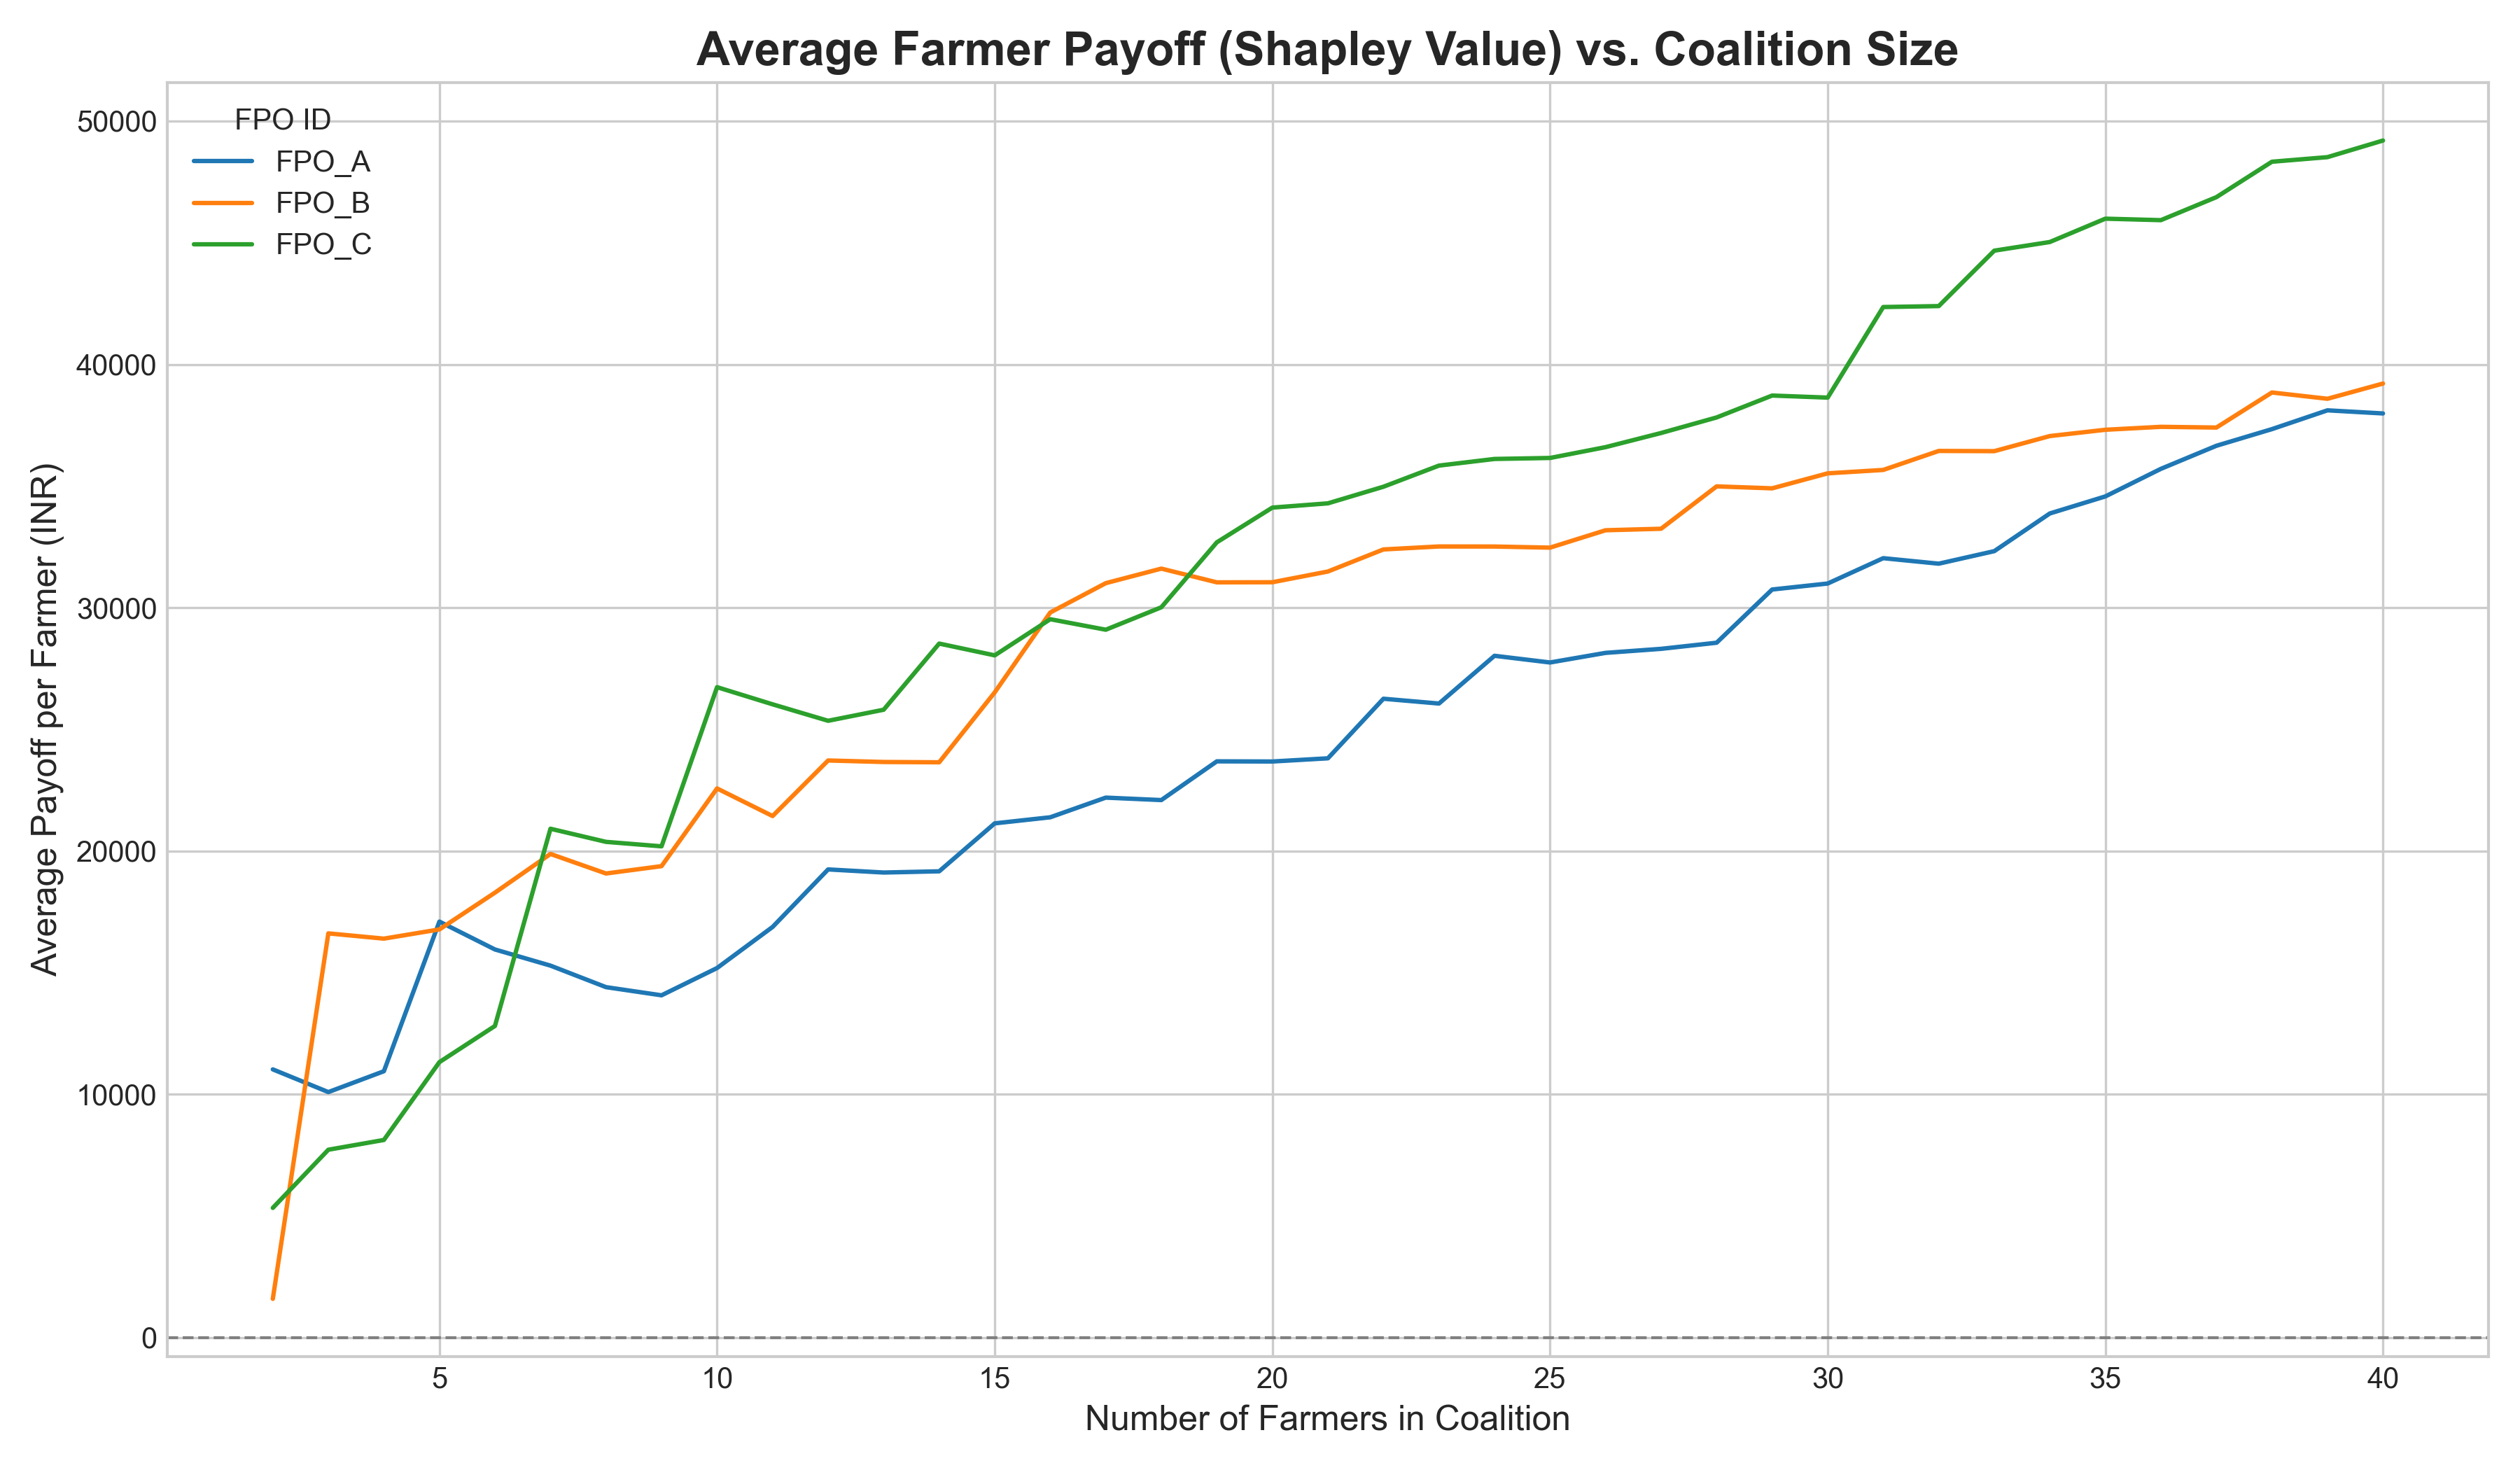 Average Farmer Payoff (Shapley Value) vs. Coalition Size
FPO ID
FPO_A
FPO_B
FPO_C
Average Payoff per Farmer (INR)
50000
40000
30000
20000
10000
0
5 10 15 20 25 30 35 40
Number of Farmers in Coalition